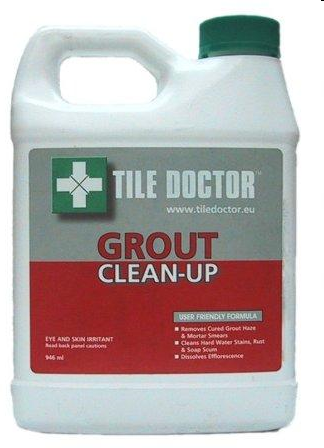 TILE DOCTOR™
www.tiledoctor.eu
GROUT
CLEAN-UP
USER FRIENDLY FORMULA
■ Removes Cured Grout Haze
& Mortar Smears
■ Cleans Hard Water Stains, Rust
& Soap Scum
■ Dissolves Efflorescence
EYE AND SKIN IRRITANT
Read back panel cautions
946 ml